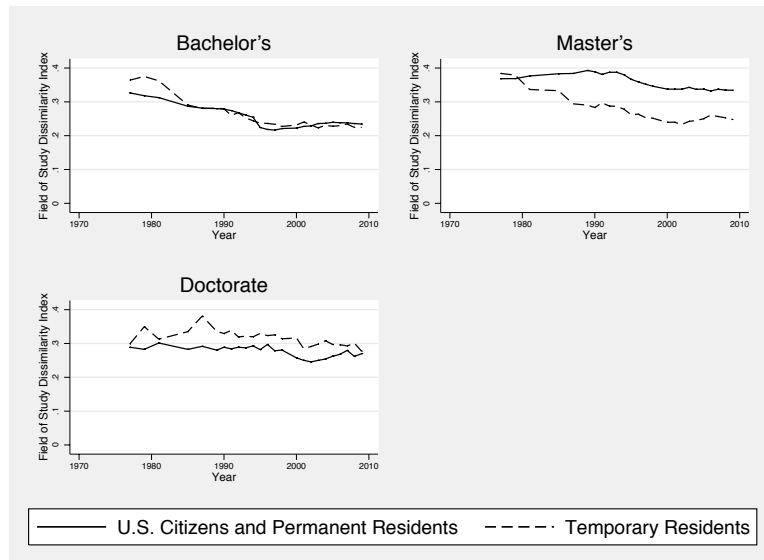 Bachelor's
Field of Study Dissimilarity Index
.4
.3
.2
.1
0
1970 1980 1990 2000 2010
Year
Master's
Field of Study Dissimilarity Index
.4
.3
.2
.1
0
1970 1980 1990 2000 2010
Year
Doctorate
Field of Study Dissimilarity Index
.4
.3
.2
.1
0
1970 1980 1990 2000 2010
Year
U.S. Citizens and Permanent Residents Temporary Residents